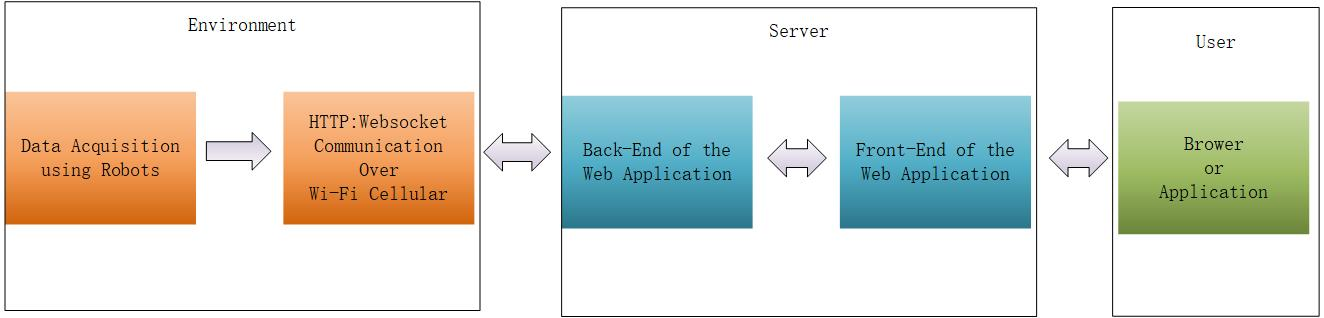 Environment
Data Acquisition
using Robots
HTTP:Websocket
Communication
Over
Wi-Fi Cellular
Server
Back-End of the
Web Application
Front-End of the
Web Application
User
Brower
or
Application